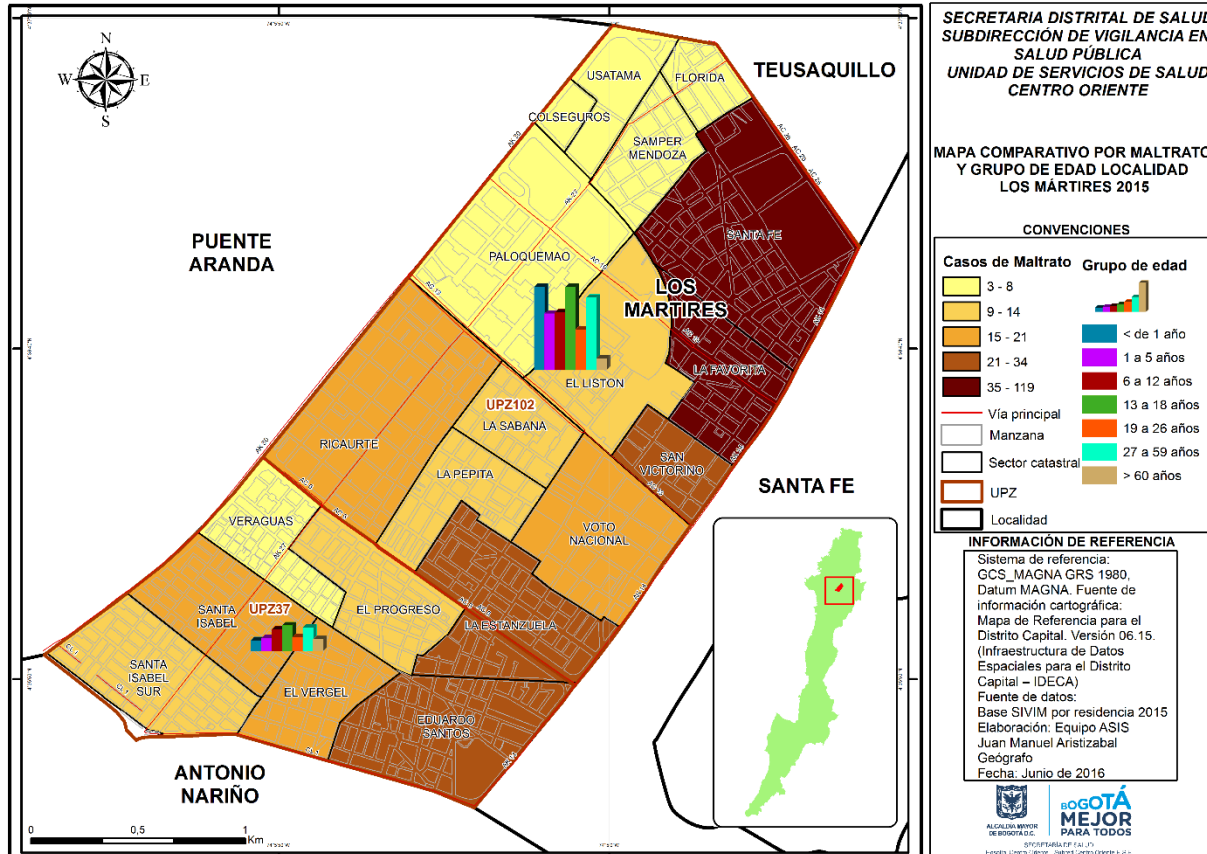 SECRETARIA DISTRITAL DE SALUD
SUBDIRECCIÓN DE VIGILANCIA EN
SALUD PÚBLICA
UNIDAD DE SERVICIOS DE SALUD
CENTRO ORIENTE
MAPA COMPARATIVO POR MALTRATO
Y GRUPO DE EDAD LOCALIDAD
LOS MÁRTIRES 2015
CONVENCIONES
Casos de Maltrato
3 - 8
9 - 14
15 - 21
21 - 34
35 - 119
Vía principal
Manzana
Sector catastral
UPZ
Localidad
Grupo de edad
< de 1 año
1 a 5 años
6 a 12 años
13 a 18 años
19 a 26 años
27 a 59 años
> 60 años
INFORMACIÓN DE REFERENCIA
Sistema de referencia:
GCS_MAGNA GRS 1980,
Datum MAGNA. Fuente de
información cartográfica:
Mapa de Referencia para el
Distrito Capital. Versión 06.15.
(Infraestructura de Datos
Espaciales para el Distrito
Capital – IDECA)
Fuente de datos:
Base SIVIM por residencia 2015
Elaboración: Equipo ASIS
Juan Manuel Aristizabal
Geógrafo
Fecha: Junio de 2016
ALCALDIA MAYOR
DE BOGOTÁ D.C.
BOGOTÁ
MEJOR
PARA TODOS
SECRETARÍA DE SALUD
N
W E
S
TEUSAQUILLO
PUENTE
ARANDA
SANTA FE
ANTONIO
NARIÑO
LOS
MARTIRES
USATAMA
FLORIDA
COLSEGUROS
SAMPER
MENDOZA
SANTA FE
PALOQUEMAO
LA FAVORITA
EL LISTON
UPZ102
LA SABANA
RICAURTE
SAN
VICTORINO
LA PEPITA
VOTO
NACIONAL
VERAGUAS
EL PROGRESO
SANTA
ISABEL
UPZ37
LA ESTANZUELA
SANTA
ISABEL
SUR
EL VERGEL
EDUARDO
SANTOS
0 0,5 1
Km